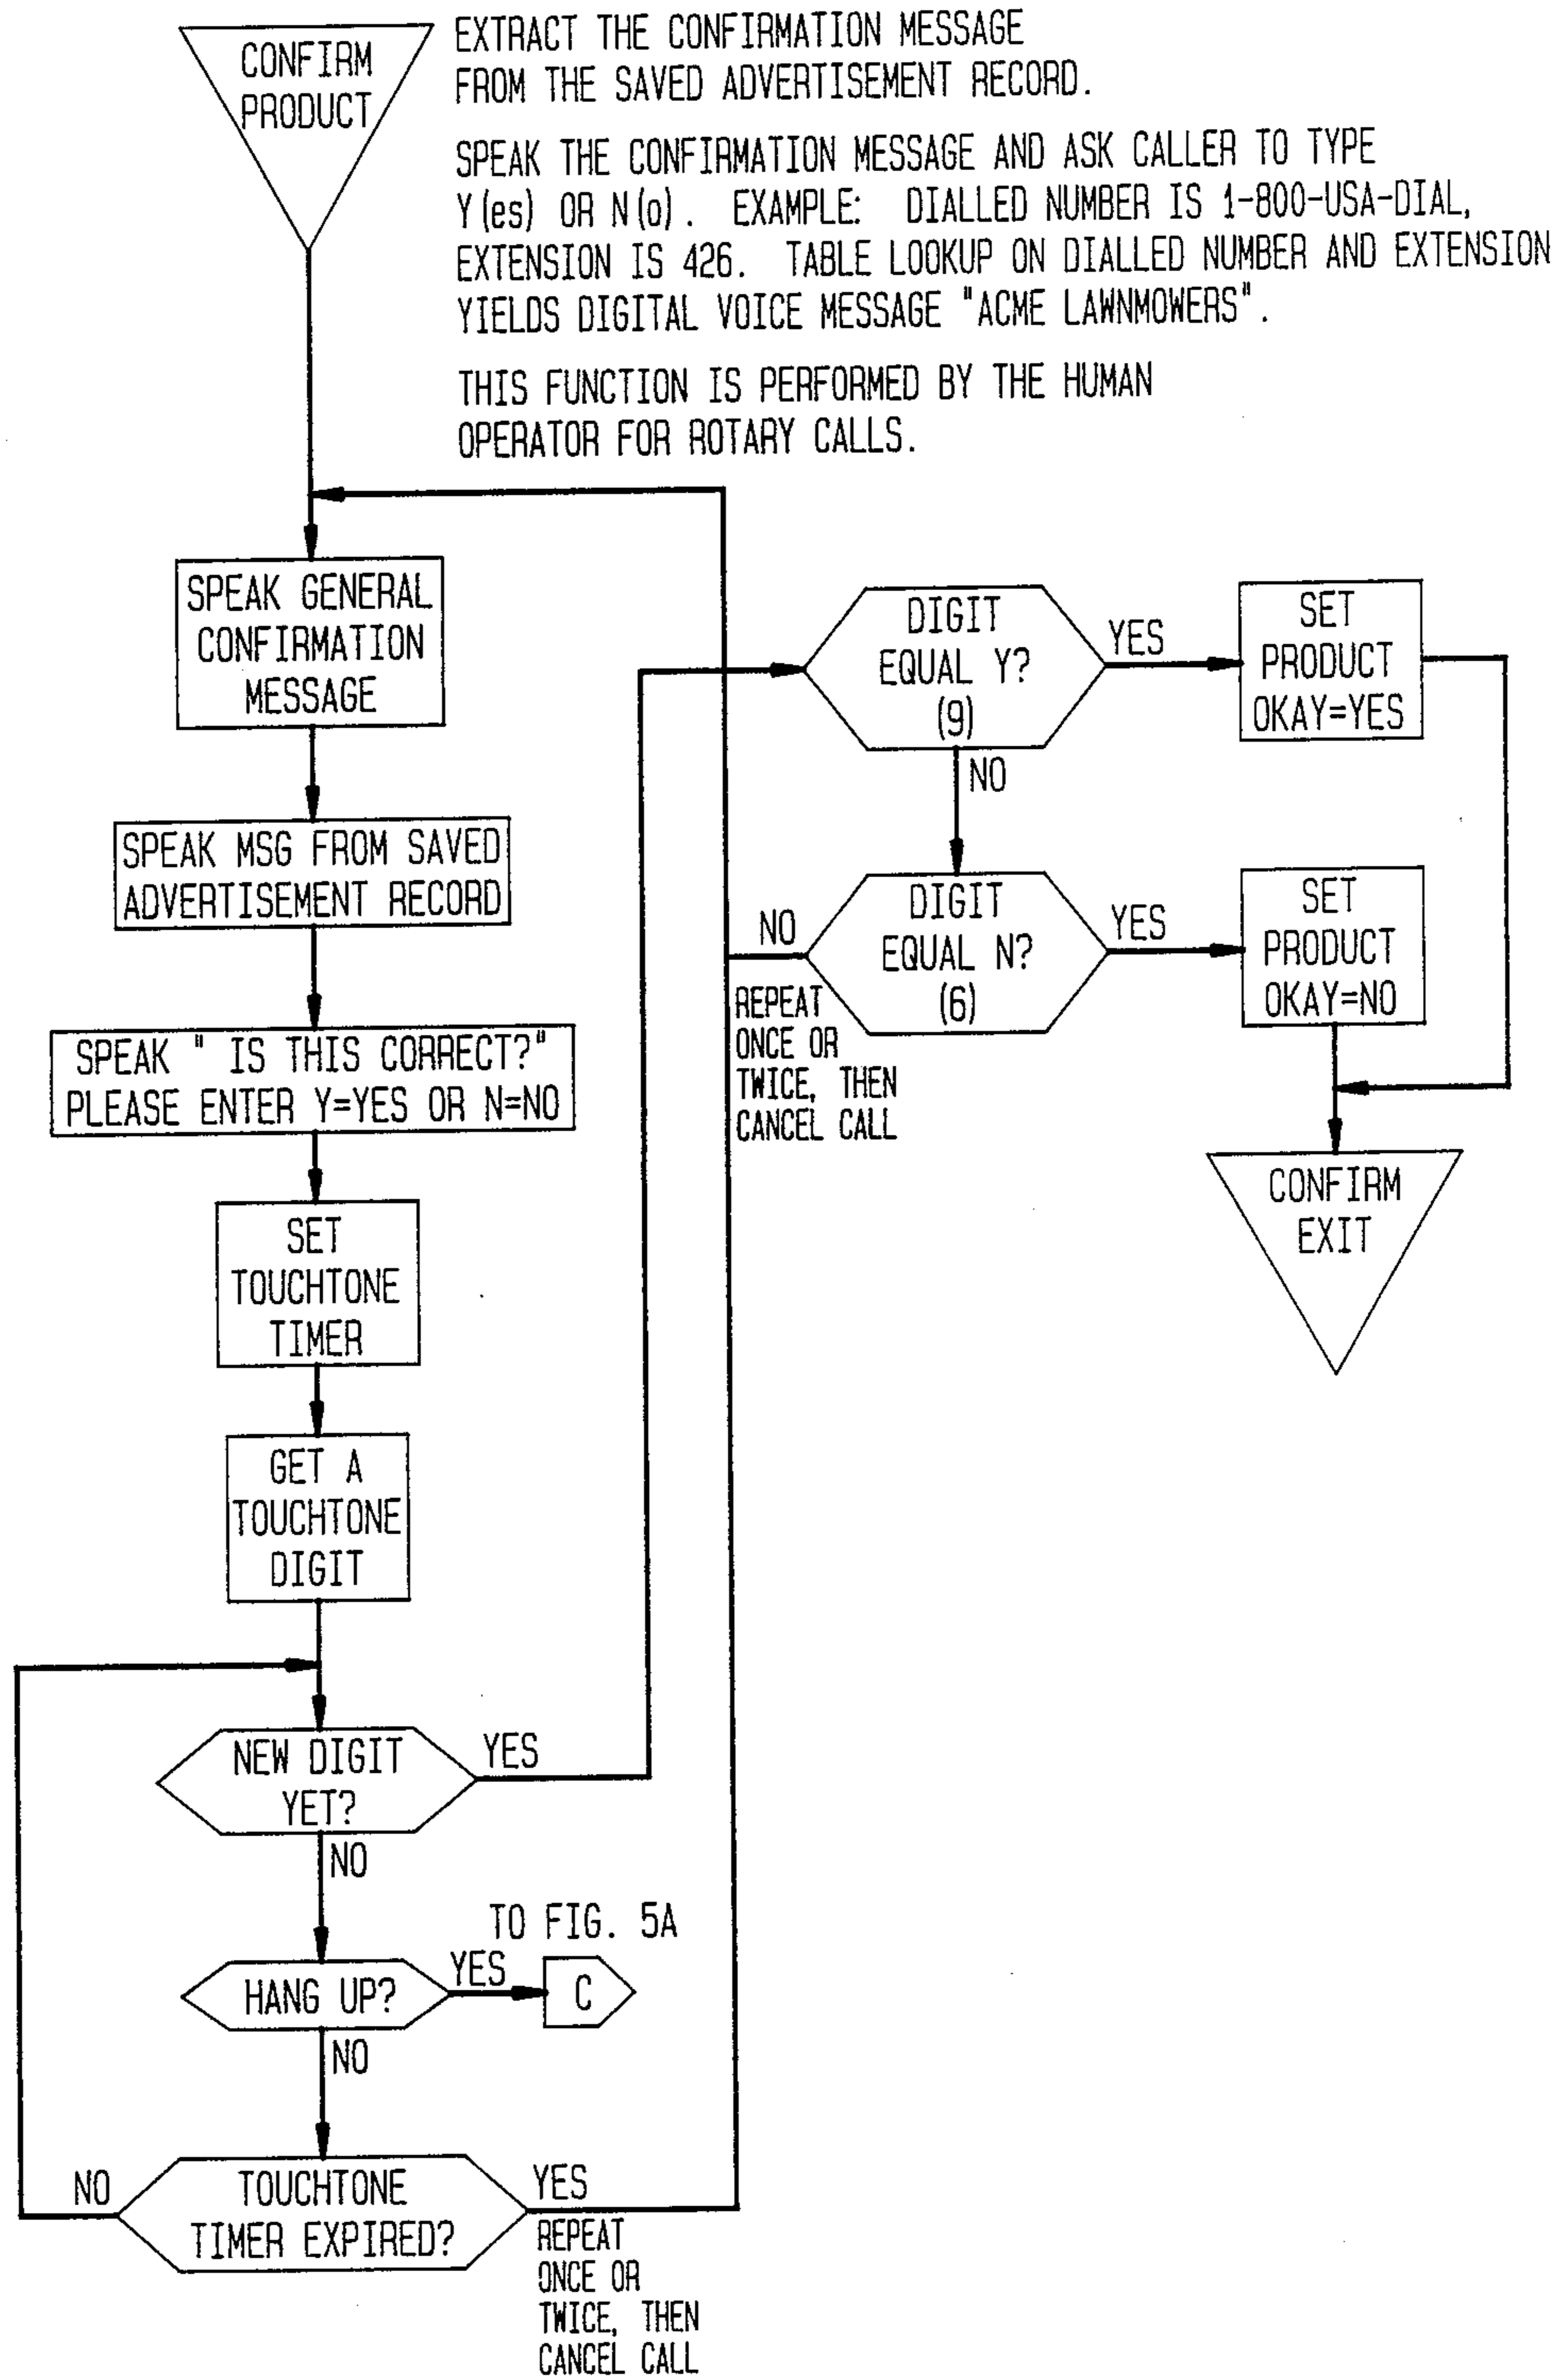 CONFIRM
PRODUCT
EXTRACT THE CONFIRMATION MESSAGE
FROM THE SAVED ADVERTISEMENT RECORD.
SPEAK THE CONFIRMATION MESSAGE AND ASK CALLER TO TYPE
Y(es) OR N(o). EXAMPLE: DIALLED NUMBER IS 1-800-USA-DIAL,
EXTENSION IS 426. TABLE LOOKUP ON DIALLED NUMBER AND EXTENSION
YIELDS DIGITAL VOICE MESSAGE "ACME LAWNMOWERS".
THIS FUNCTION IS PERFORMED BY THE HUMAN
OPERATOR FOR ROTARY CALLS.
SPEAK GENERAL
CONFIRMATION
MESSAGE
SPEAK MSG FROM SAVED
ADVERTISEMENT RECORD
SPEAK " IS THIS CORRECT?"
PLEASE ENTER Y=YES OR N=NO
SET
TOUCHTONE
TIMER
GET A
TOUCHTONE
DIGIT
NEW DIGIT
YET?
YES
NO
TO FIG. 5A
HANG UP?
YES
C
NO
TOUCHTONE
TIMER EXPIRED?
NO
YES
REPEAT
ONCE OR
TWICE, THEN
CANCEL CALL
DIGIT
EQUAL Y?
(9)
YES
SET
PRODUCT
OKAY=YES
NO
DIGIT
EQUAL N?
(6)
NO
REPEAT
ONCE OR
TWICE, THEN
CANCEL CALL
YES
SET
PRODUCT
OKAY=NO
CONFIRM
EXIT